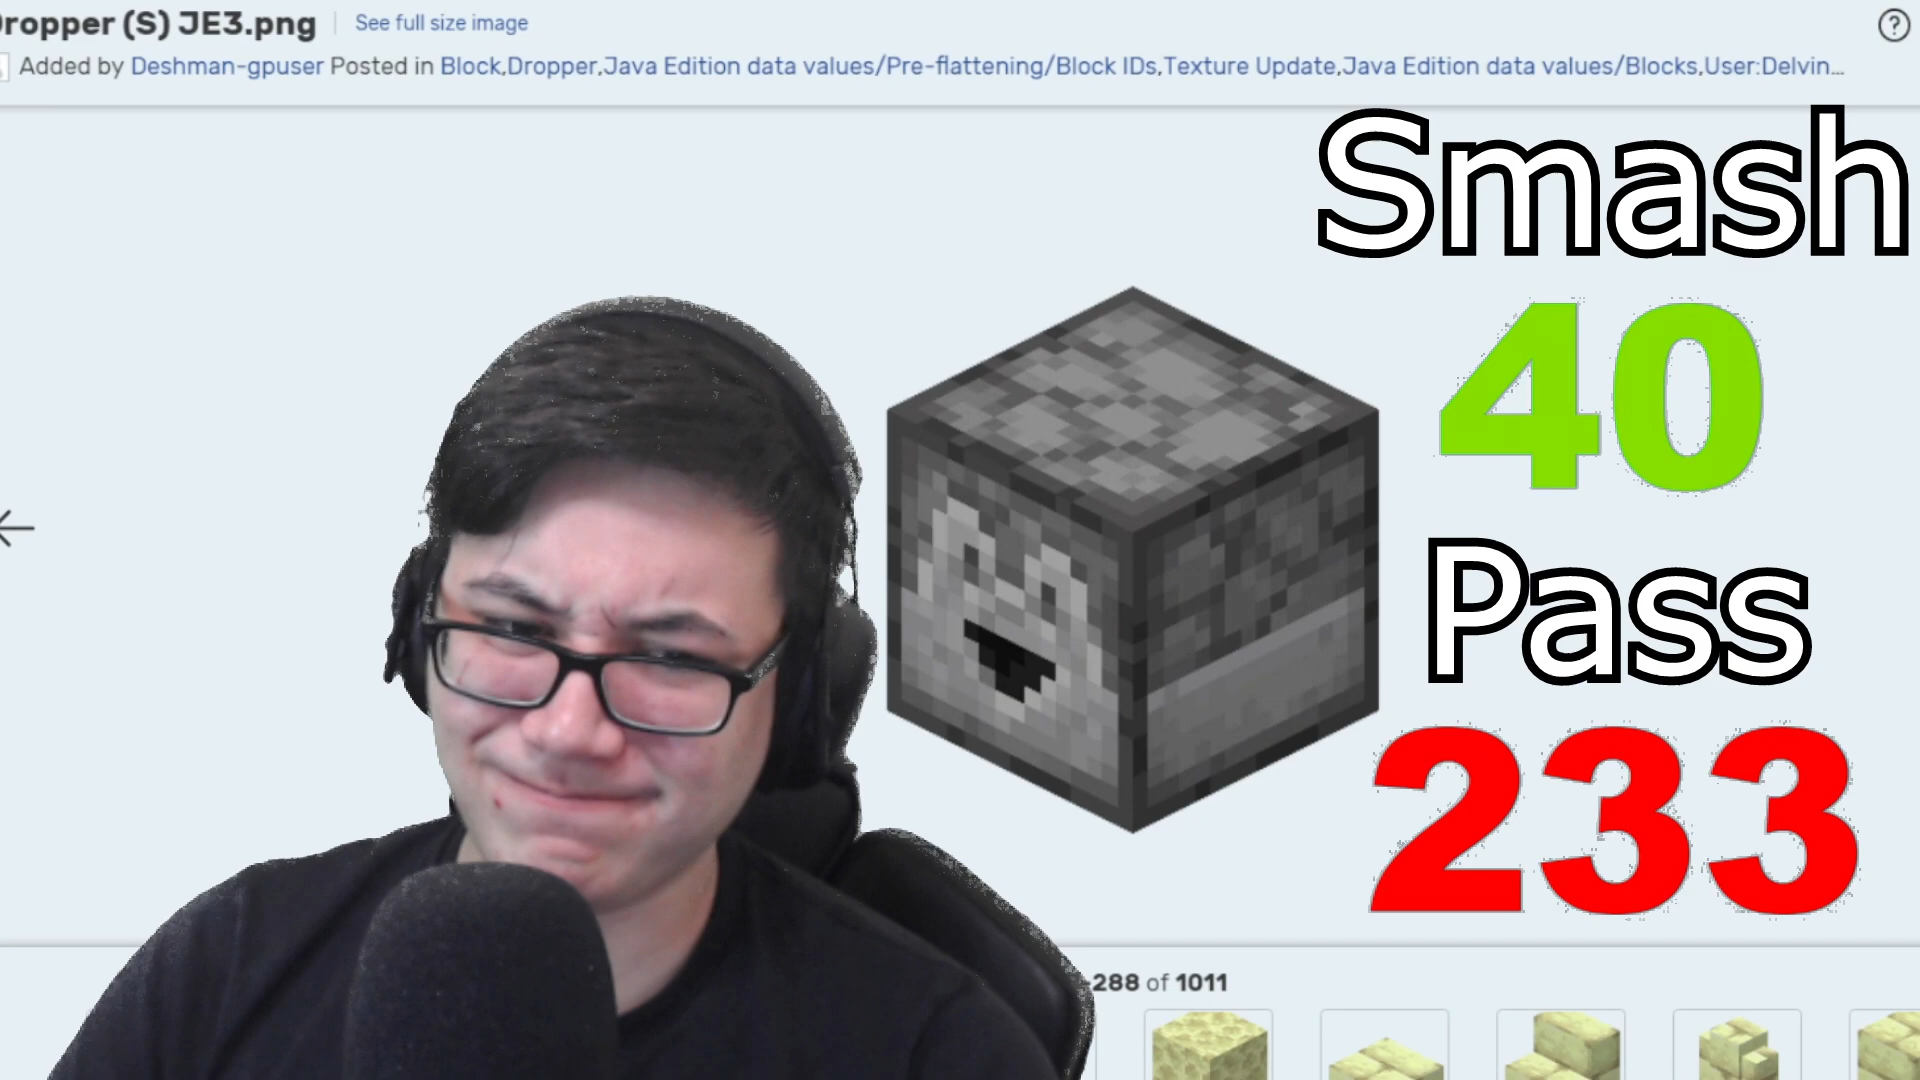 ropper (S) JE3.png See full size image
Added by Deshman-gpuser Posted in Block,Dropper,Java Edition data values/Pre-flattening/Block IDs,Texture Update,Java Edition data values/Blocks,User:Delvin...
Smash
40
Pass
233
288 of 1011